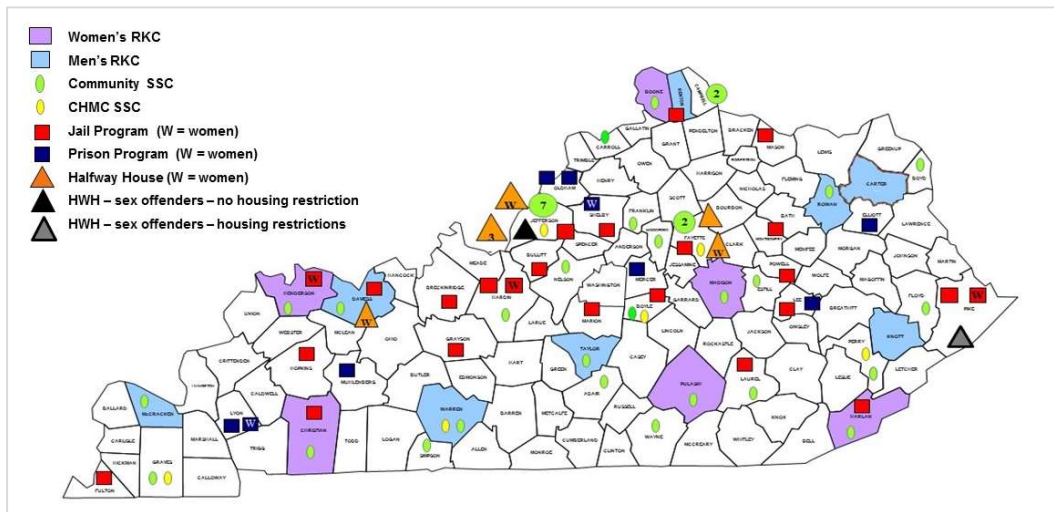 Women's RKC
Men's RKC
Community SSC
CHMC SSC
Jail Program (W = women)
Prison Program (W = women)
Halfway House (W = women)
HWH – sex offenders – no housing restriction
HWH – sex offenders – housing restrictions
BOONE
KENTON
CAMPBELL
2
GALLATIN
GRANT
PENDELTON
BRACKEN
MASON
LEWIS
GREENUP
CARROLL
TRIMBLE
OWEN
HARRISON
FLEMING
CARTER
BOYD
OLDHAM
HENRY
NICHOLAS
ROWAN
ELLIOTT
LAWRENCE
W
7
W
SHELBY
SCOTT
BOURBON
BATH
JEFFERSON
FRANKLIN
2
3
SPENCER
ANDERSON
FAYETTE
CLARK
MENIFEE
MORGAN
JOHNSON
MARTIN
W
MEADE
BULLITT
NELSON
JESSAMINE
POWELL
WOLFE
MAGOFFIN
HANCOCK
BRECKINRIDGE
W
HARDIN
WASHINGTON
MERCER
MADISON
ESTILL
LEE
BREATHITT
FLOYD
W
PIKE
W
HENDERSON
DAVIESS
UNION
WEBSTER
MCLEAN
W
OHIO
GRAYSON
LARUE
MARION
BOYLE
GARRARD
LINCOLN
JACKSON
OWSLEY
PERRY
KNOTT
CRITTENDEN
HOPKINS
MUHLENBERG
BUTLER
EDMONSON
HART
GREEN
TAYLOR
CASEY
ROCKCASTLE
LAUREL
CLAY
LESLIE
LETCHER
CALDWELL
ADAIR
RUSSELL
PULASKI
KNOX
HARLAN
BALLARD
McCRACKEN
LYON
W
CHRISTIAN
TODD
LOGAN
WARREN
BARREN
METCALFE
WAYNE
MCCREARY
WHITLEY
BELL
CARLISLE
MARSHALL
TRIGG
SIMPSON
ALLEN
MONROE
CUMBERLAND
CLINTON
HICKMAN
GRAVES
CALLOWAY
FULTON